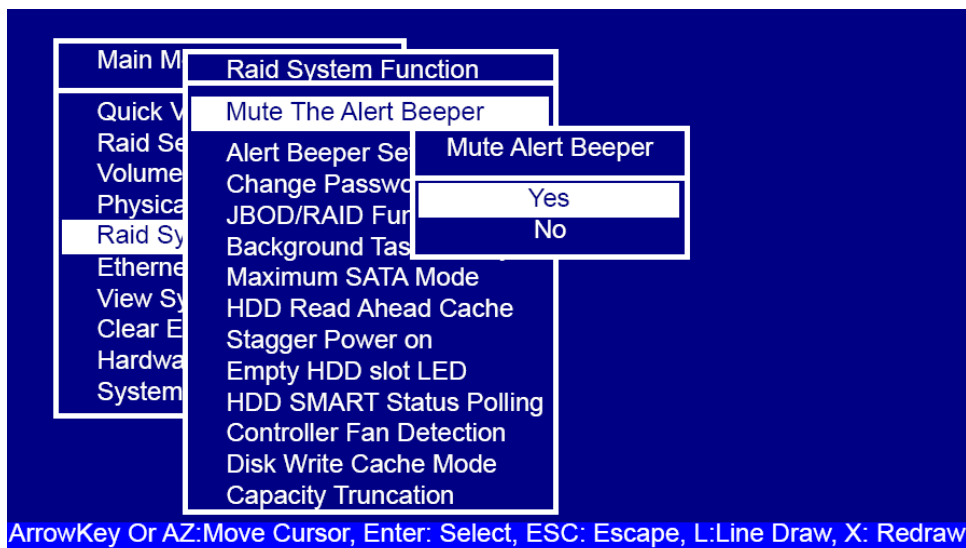 Main M
Raid System Function
Quick V
Raid Se
Volume
Physica
Raid Sy
Etherne
View Sy
Clear E
Hardwa
System
Mute The Alert Beeper
Alert Beeper Se
Change Passwo
JBOD/RAID Fun
Background Tas
Maximum SATA Mode
HDD Read Ahead Cache
Stagger Power on
Empty HDD slot LED
HDD SMART Status Polling
Controller Fan Detection
Disk Write Cache Mode
Capacity Truncation
Mute Alert Beeper
Yes
No
ArrowKey Or AZ:Move Cursor, Enter: Select, ESC: Escape, L:Line Draw, X: Redraw